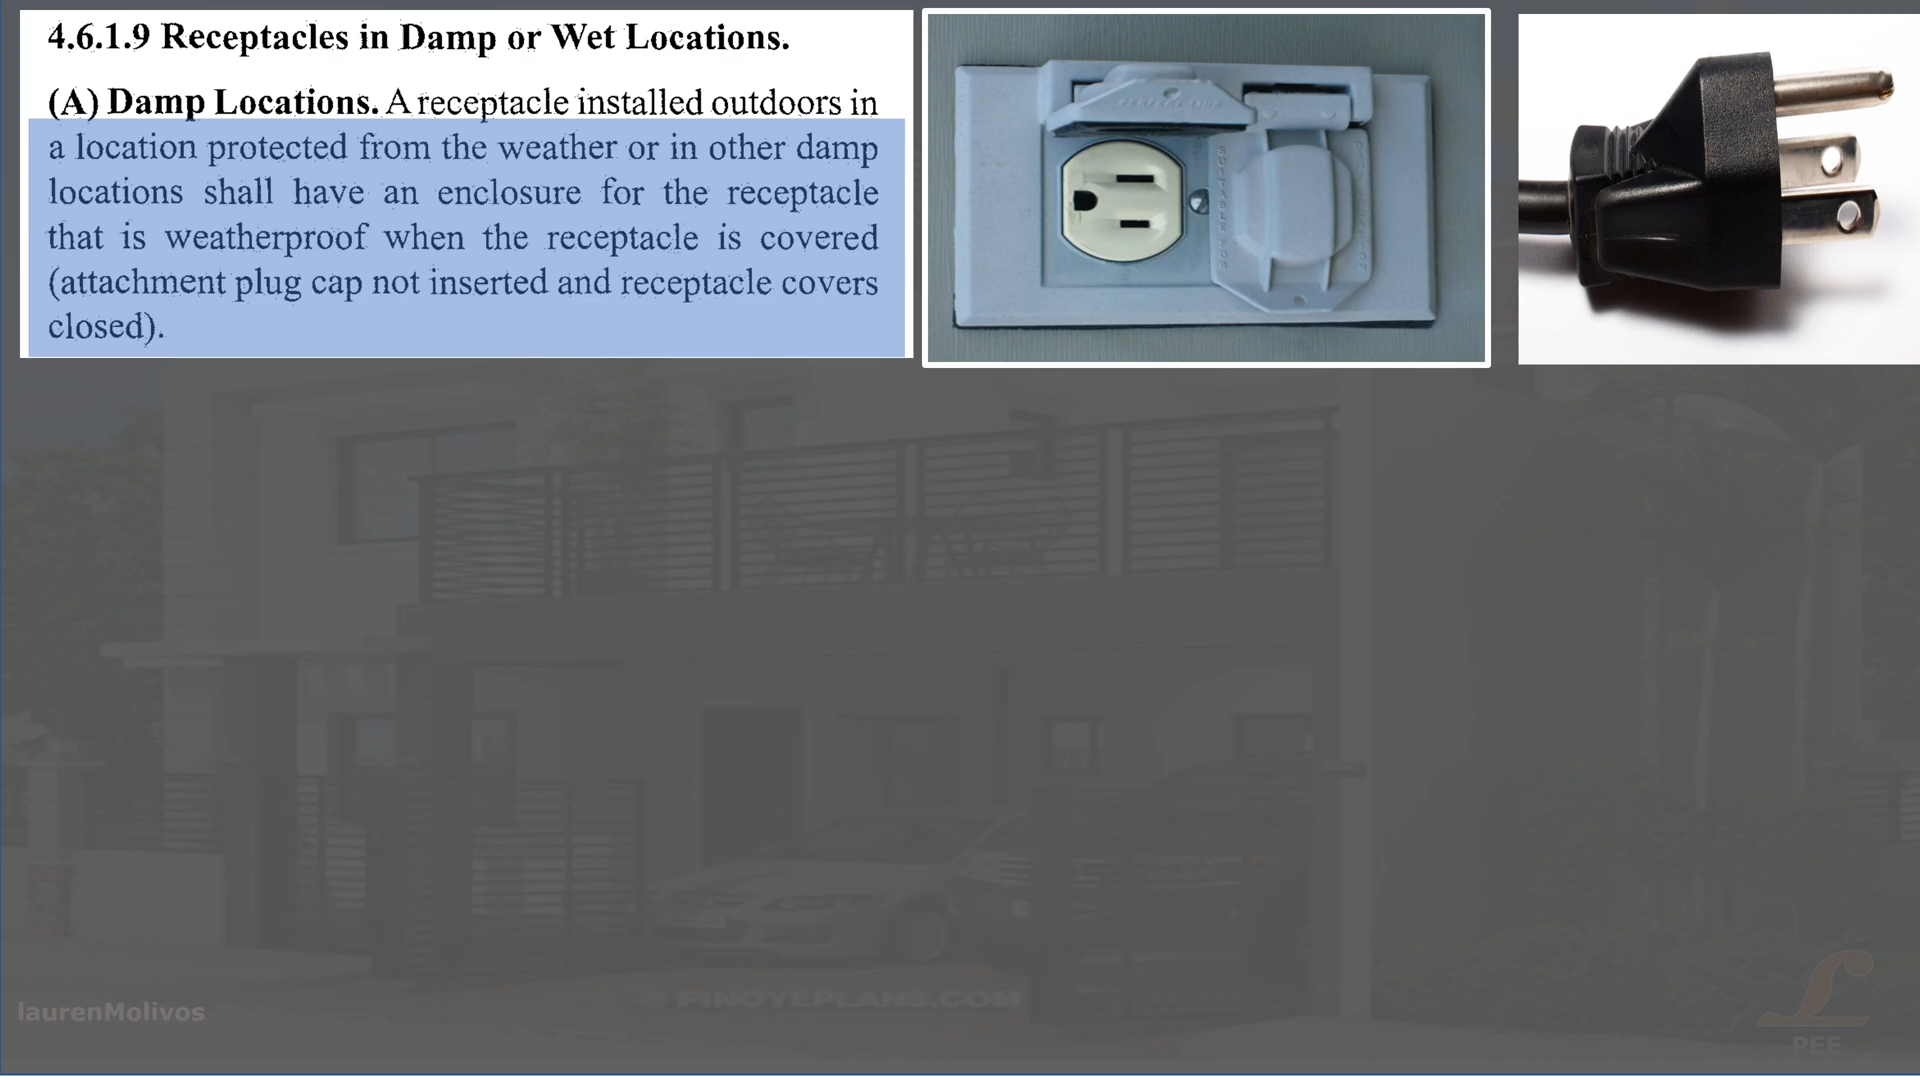 4.6.1.9 Receptacles in Damp or Wet Locations.
(A) Damp Locations. A receptacle installed outdoors in
a location protected from the weather or in other damp
locations shall have an enclosure for the receptacle
that is weatherproof when the receptacle is covered
(attachment plug cap not inserted and receptacle covers
closed).
SUITABLE FOR
© PINOYEPLANS.COM
laurenMolivos
PEE